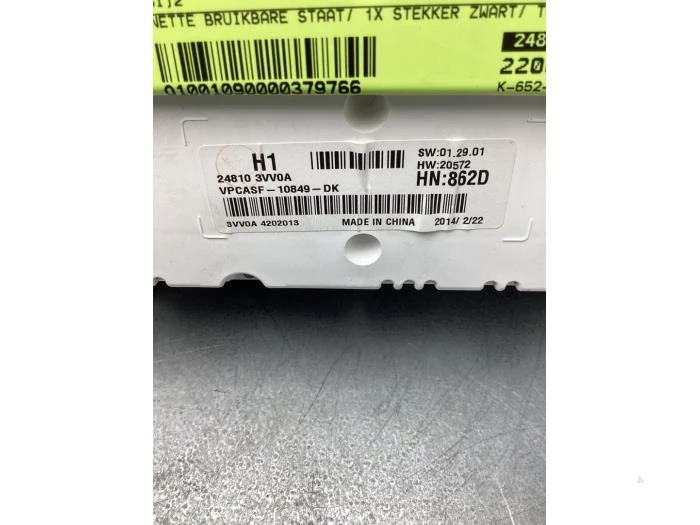 NETTE BRUIKBARE STAAT/ 1X STEKKER ZWART/
248
220
01001090000379766
K-652-
H1
SW:01.29.01
HW:20572
24810 3VV0A
HN:862D
VPCASF-10849-DK
3VV0A 4202013 MADE IN CHINA 2014/ 2/22